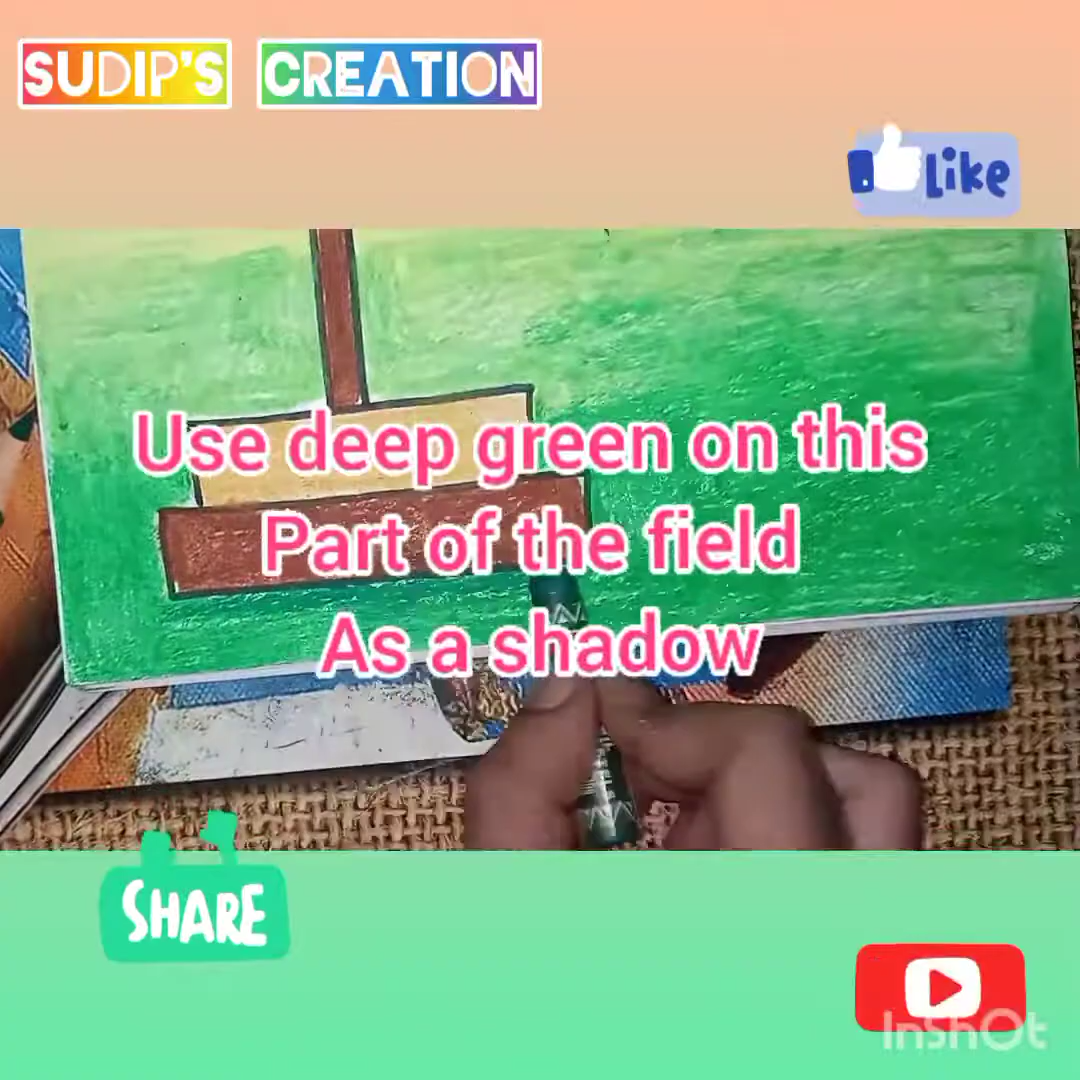 SUDIP'S CREATION
Like
Use deep green on this
Part of the field
As a shadow
SHARE
InShOt